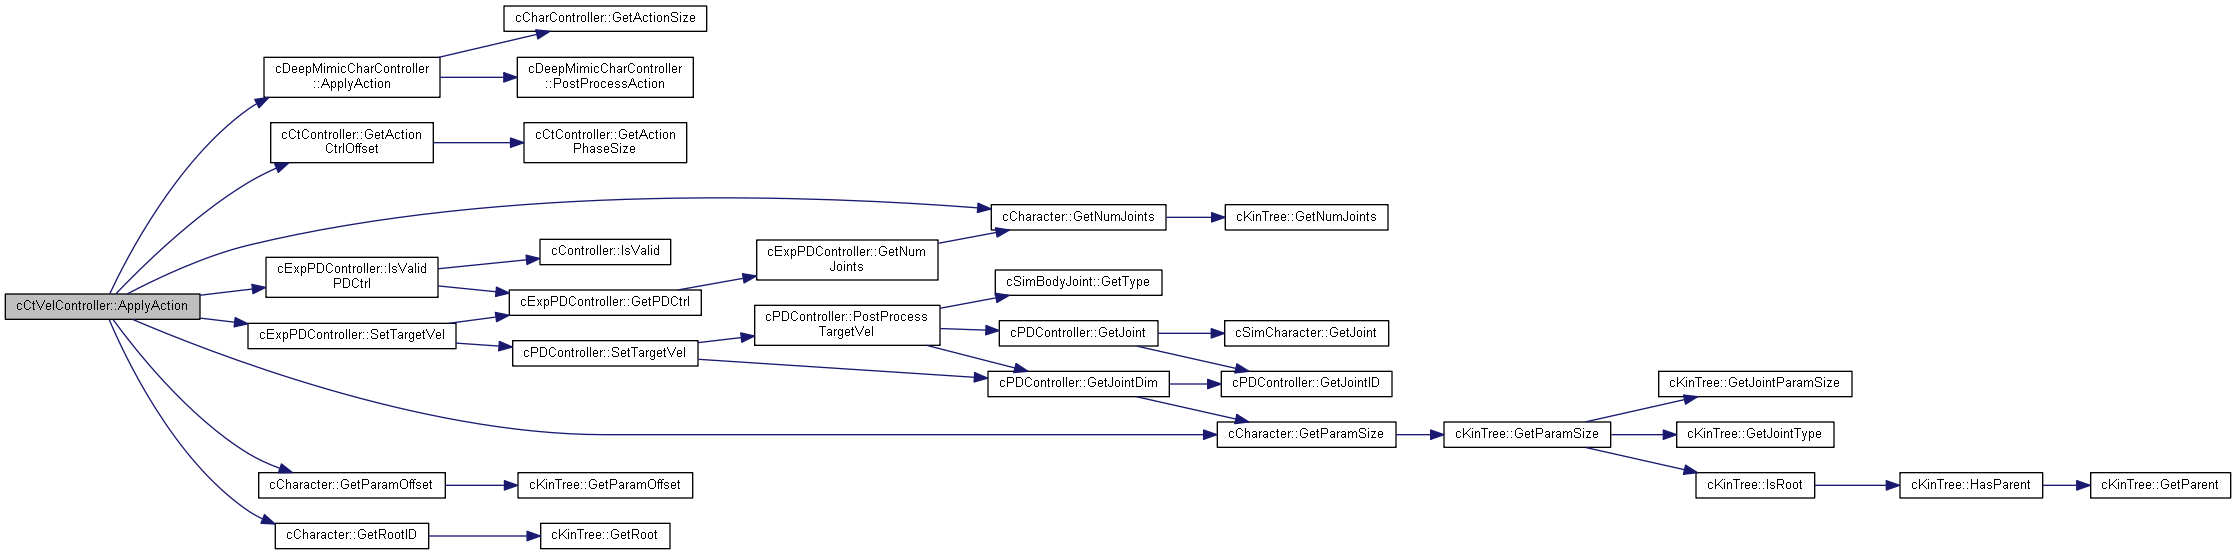 cCharController::GetActionSize
cDeepMimicCharController
::ApplyAction
cDeepMimicCharController
::PostProcessAction
cCtController::GetAction
CtrlOffset
cCtController::GetAction
PhaseSize
cCharacter::GetNumJoints
cKinTree::GetNumJoints
cExpPDController::IsValid
PDCtrl
cController::IsValid
cExpPDController::GetNum
Joints
cCtVelController::ApplyAction
cExpPDController::GetPDCtrl
cSimBodyJoint::GetType
cExpPDController::SetTargetVel
cPDController::PostProcess
TargetVel
cPDController::GetJoint
cSimCharacter::GetJoint
cPDController::SetTargetVel
cPDController::GetJointDim
cPDController::GetJointID
cKinTree::GetJointParamSize
cCharacter::GetParamSize
cKinTree::GetParamSize
cKinTree::GetJointType
cCharacter::GetParamOffset
cKinTree::GetParamOffset
cKinTree::IsRoot
cKinTree::HasParent
cKinTree::GetParent
cCharacter::GetRootID
cKinTree::GetRoot